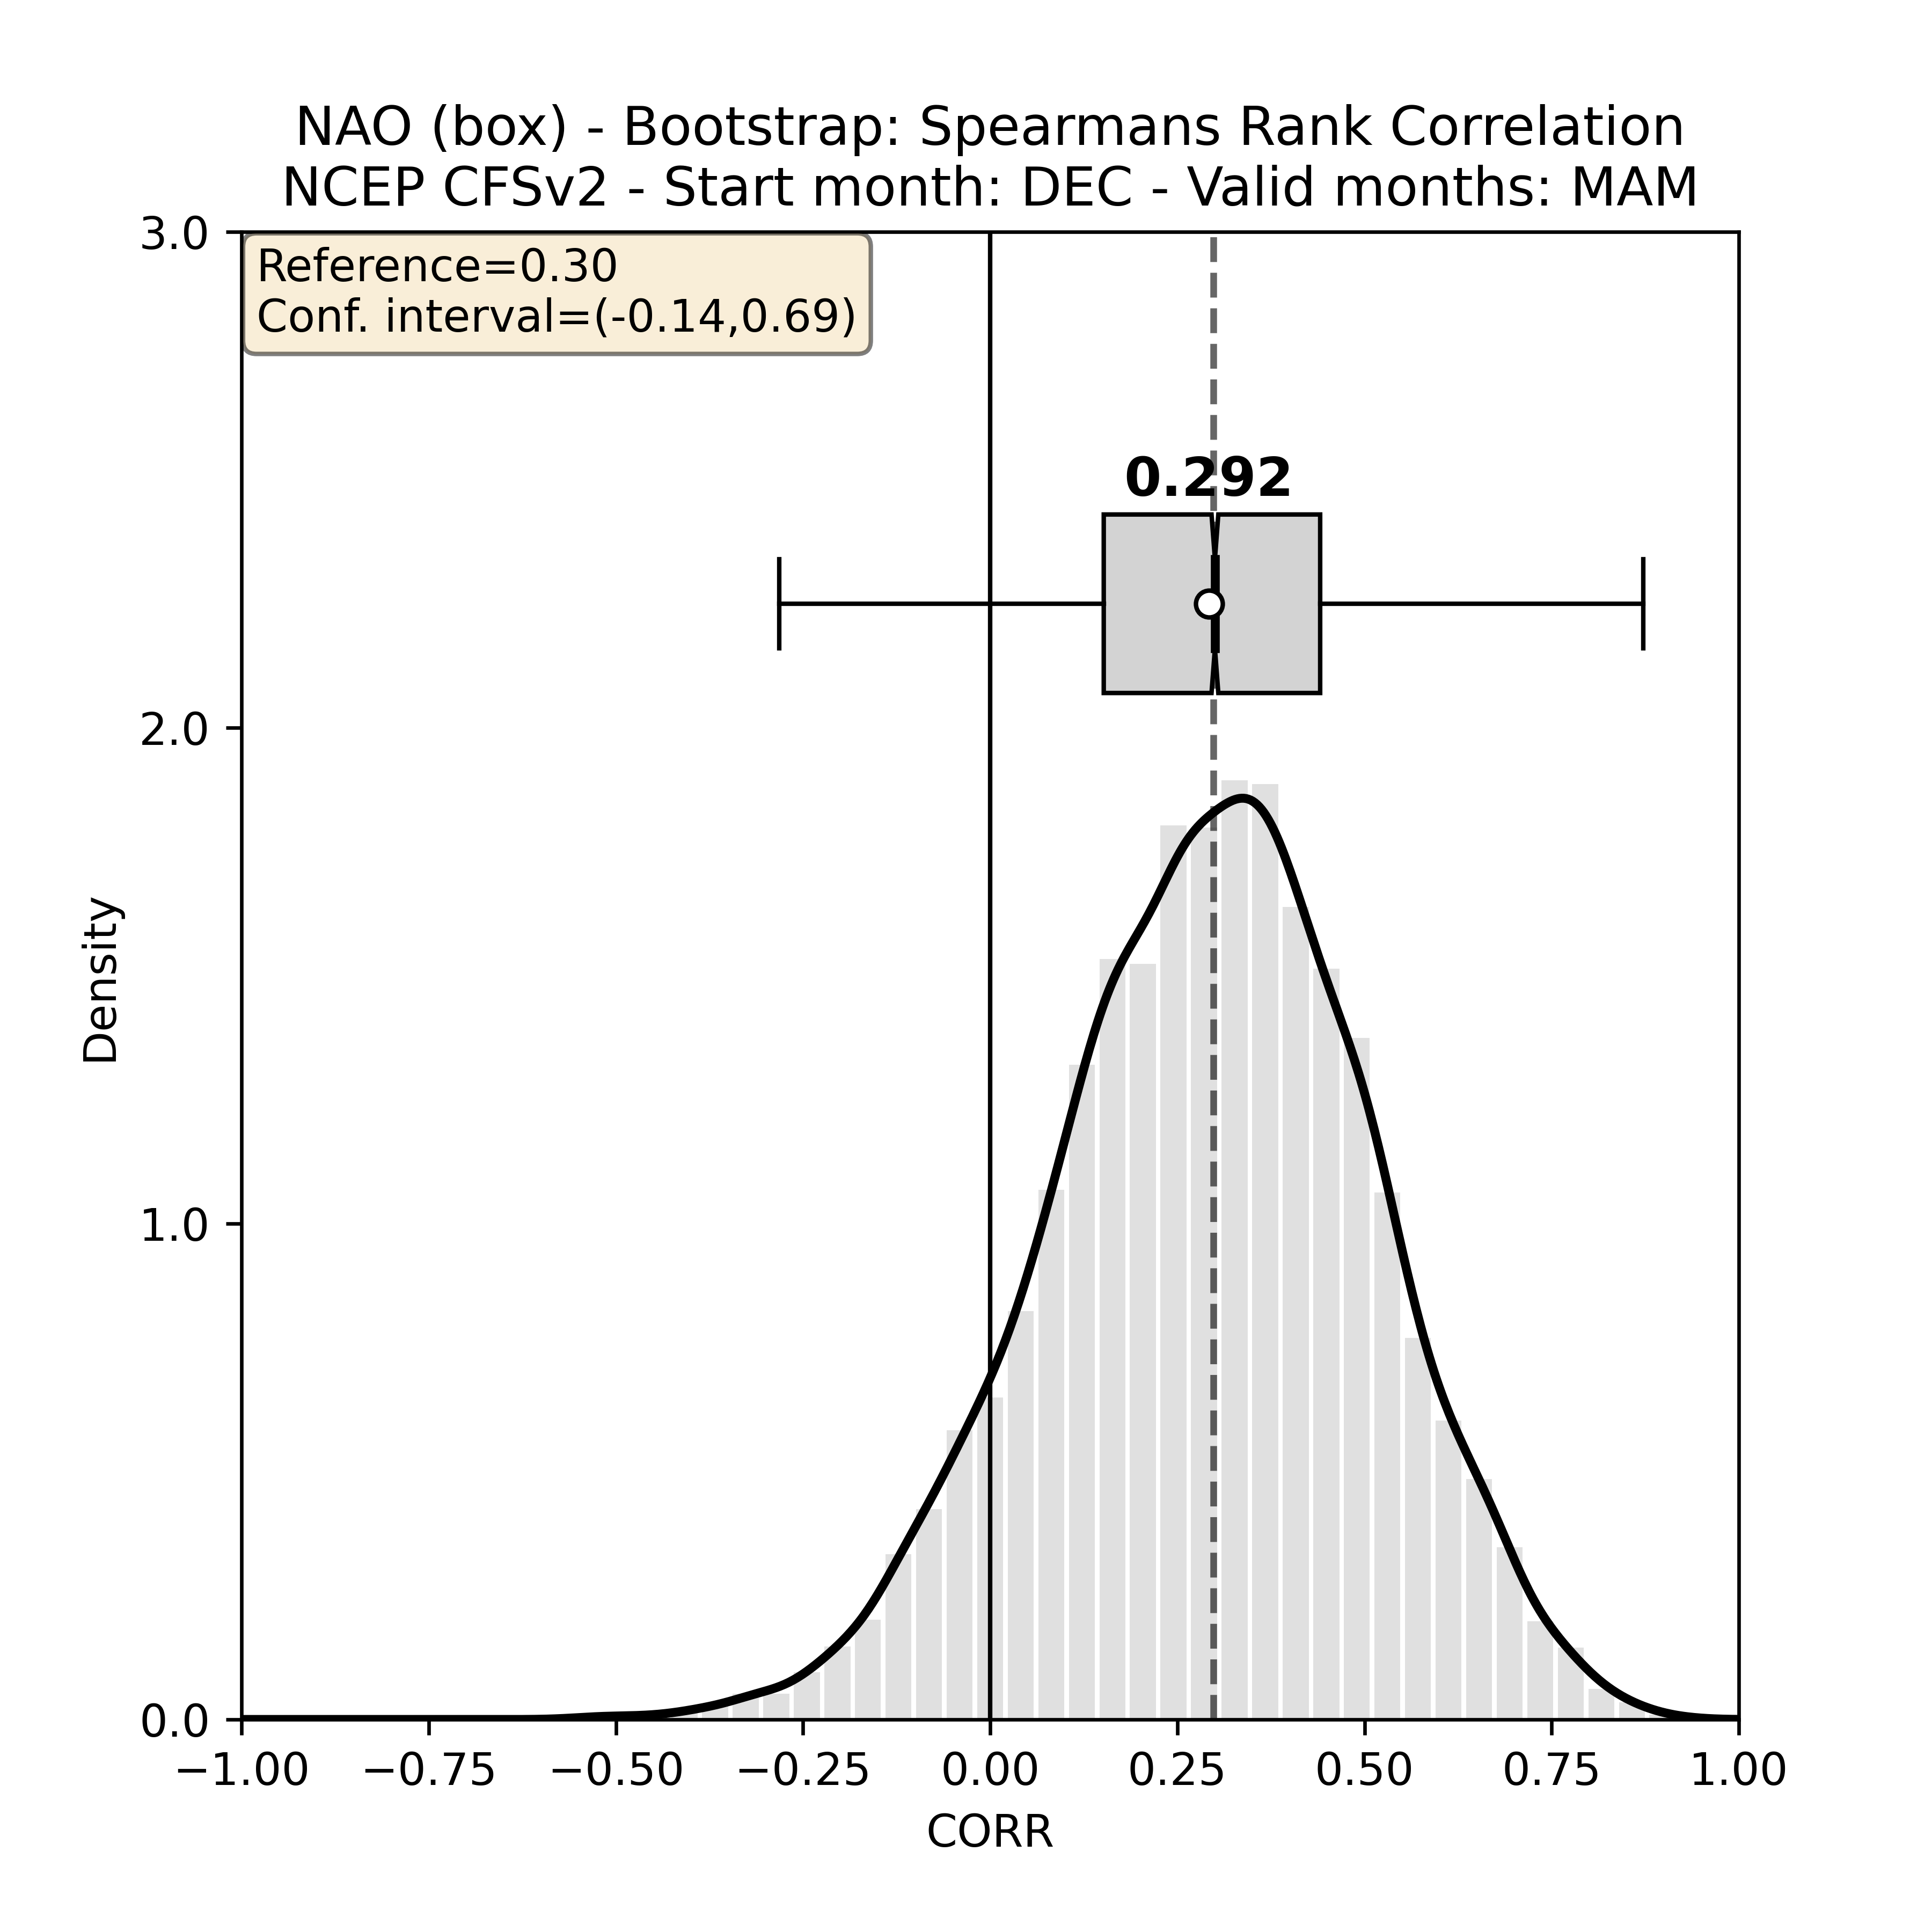 NAO (box) - Bootstrap: Spearmans Rank Correlation
NCEP CFSv2 - Start month: DEC - Valid months: MAM
3.0
Reference=0.30
Conf. interval=(-0.14,0.69)
0.292
2.0
Density
1.0
0.0
−1.00 −0.75 −0.50 −0.25 0.00 0.25 0.50 0.75 1.00
CORR